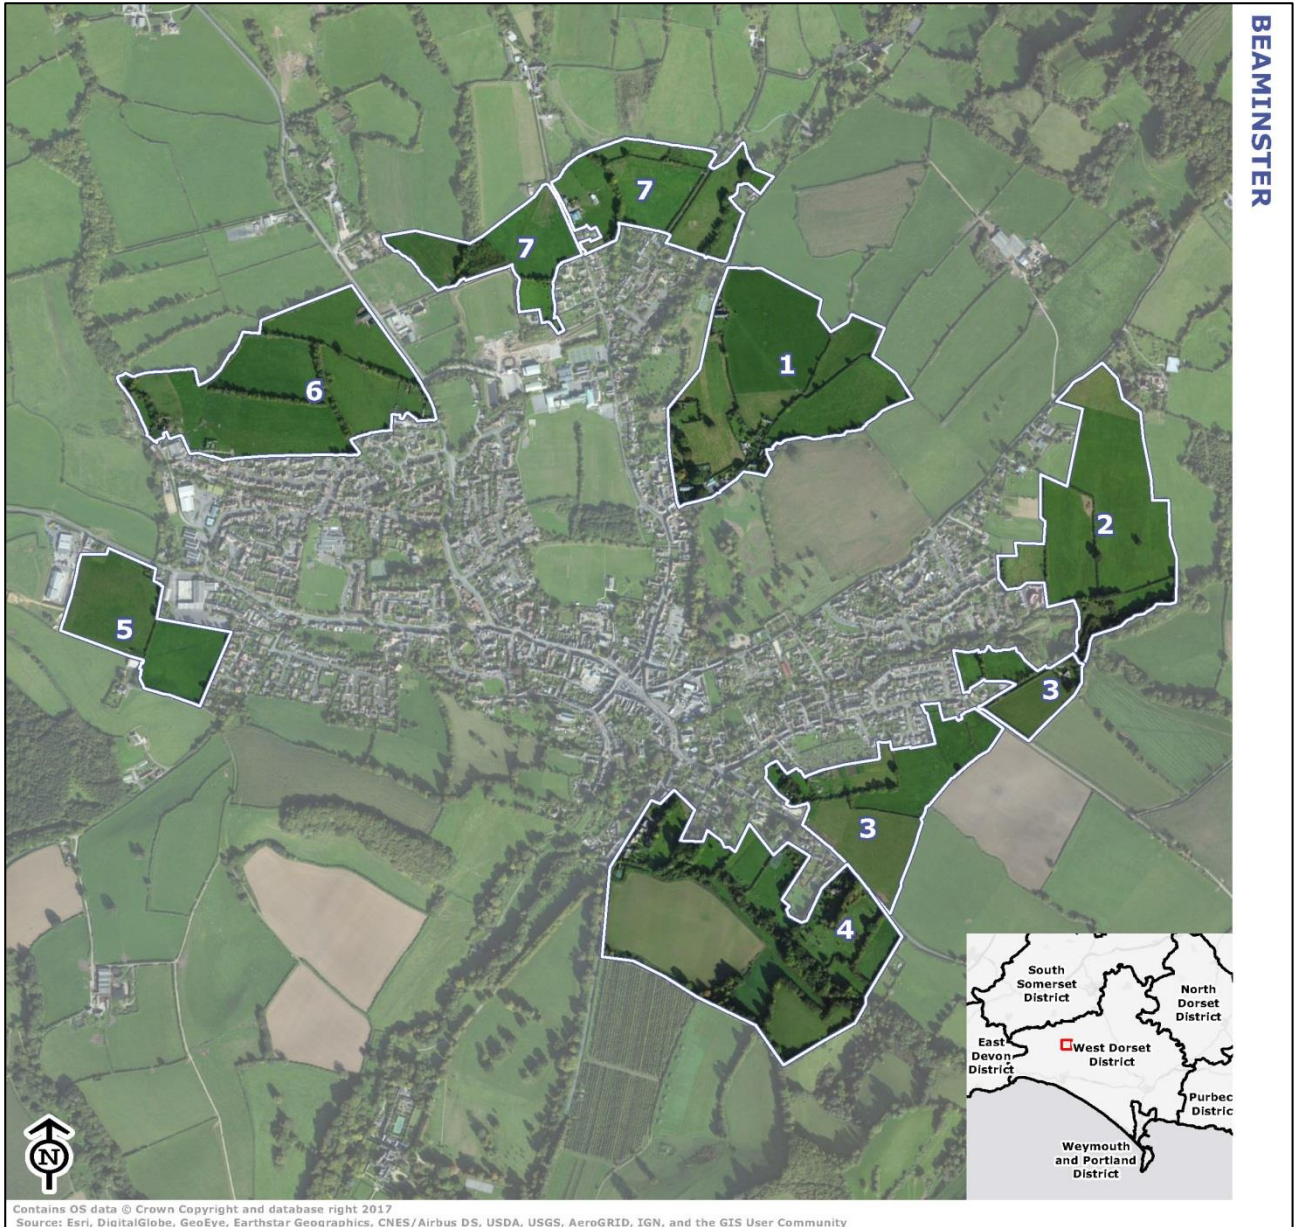 BEAMINSTER
7
7
1
6
2
5
3
3
4
South
Somerset
District
North
Dorset
District
East
Devon
District
West Dorset
District
Purbec
Distric
Weymouth
and Portland
District
N
Contains OS data © Crown Copyright and database right 2017
Source: Esri, DigitalGlobe, GeoEye, Earthstar Geographics, CNES/Airbus DS, USDA, USGS, AeroGRID, IGN, and the GIS User Community